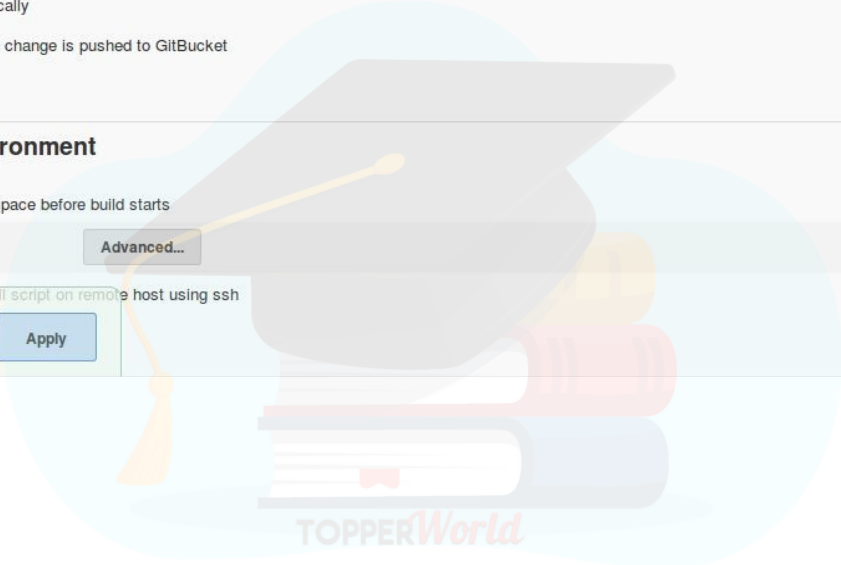 cally
change is pushed to GitBucket
ronment
pace before build starts
Advanced...
ll script on remote host using ssh
Apply
TOPPERWorld